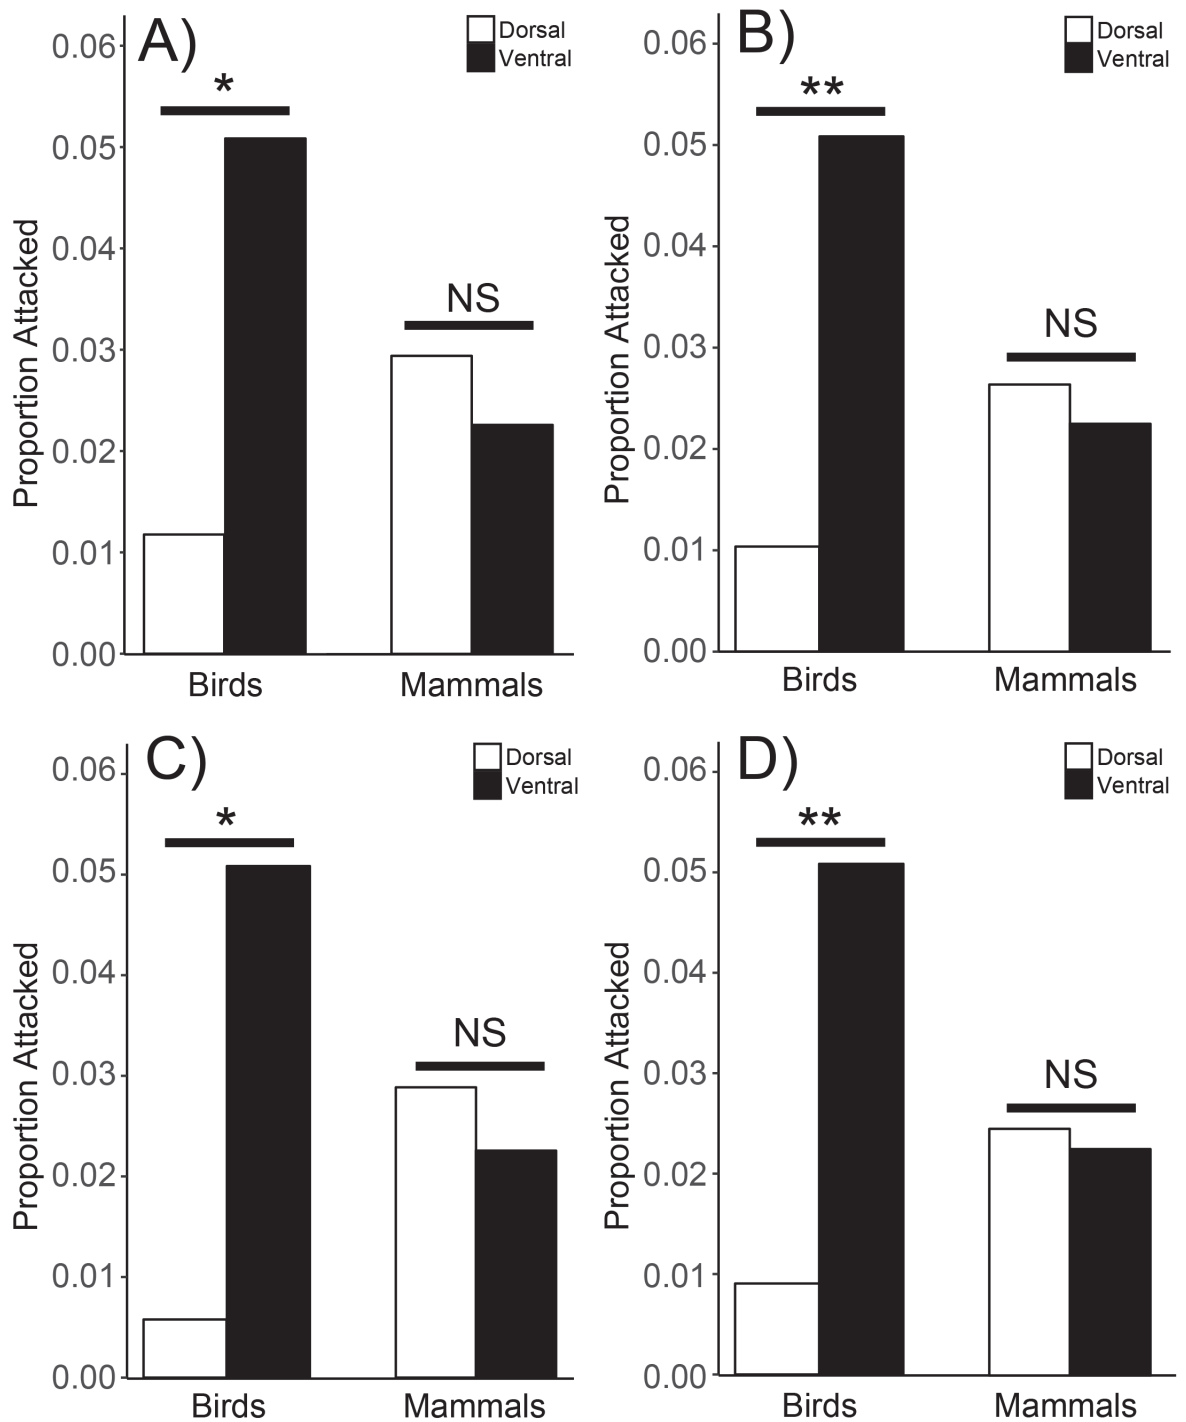 A)
Dorsal
Ventral
*
NS
Proportion Attacked
0.06
0.05
0.04
0.03
0.02
0.01
0.00
Birds
Mammals
B)
Dorsal
Ventral
**
NS
Proportion Attacked
0.06
0.05
0.04
0.03
0.02
0.01
0.00
Birds
Mammals
C)
Dorsal
Ventral
*
NS
Proportion Attacked
0.06
0.05
0.04
0.03
0.02
0.01
0.00
Birds
Mammals
D)
Dorsal
Ventral
**
NS
Proportion Attacked
0.06
0.05
0.04
0.03
0.02
0.01
0.00
Birds
Mammals